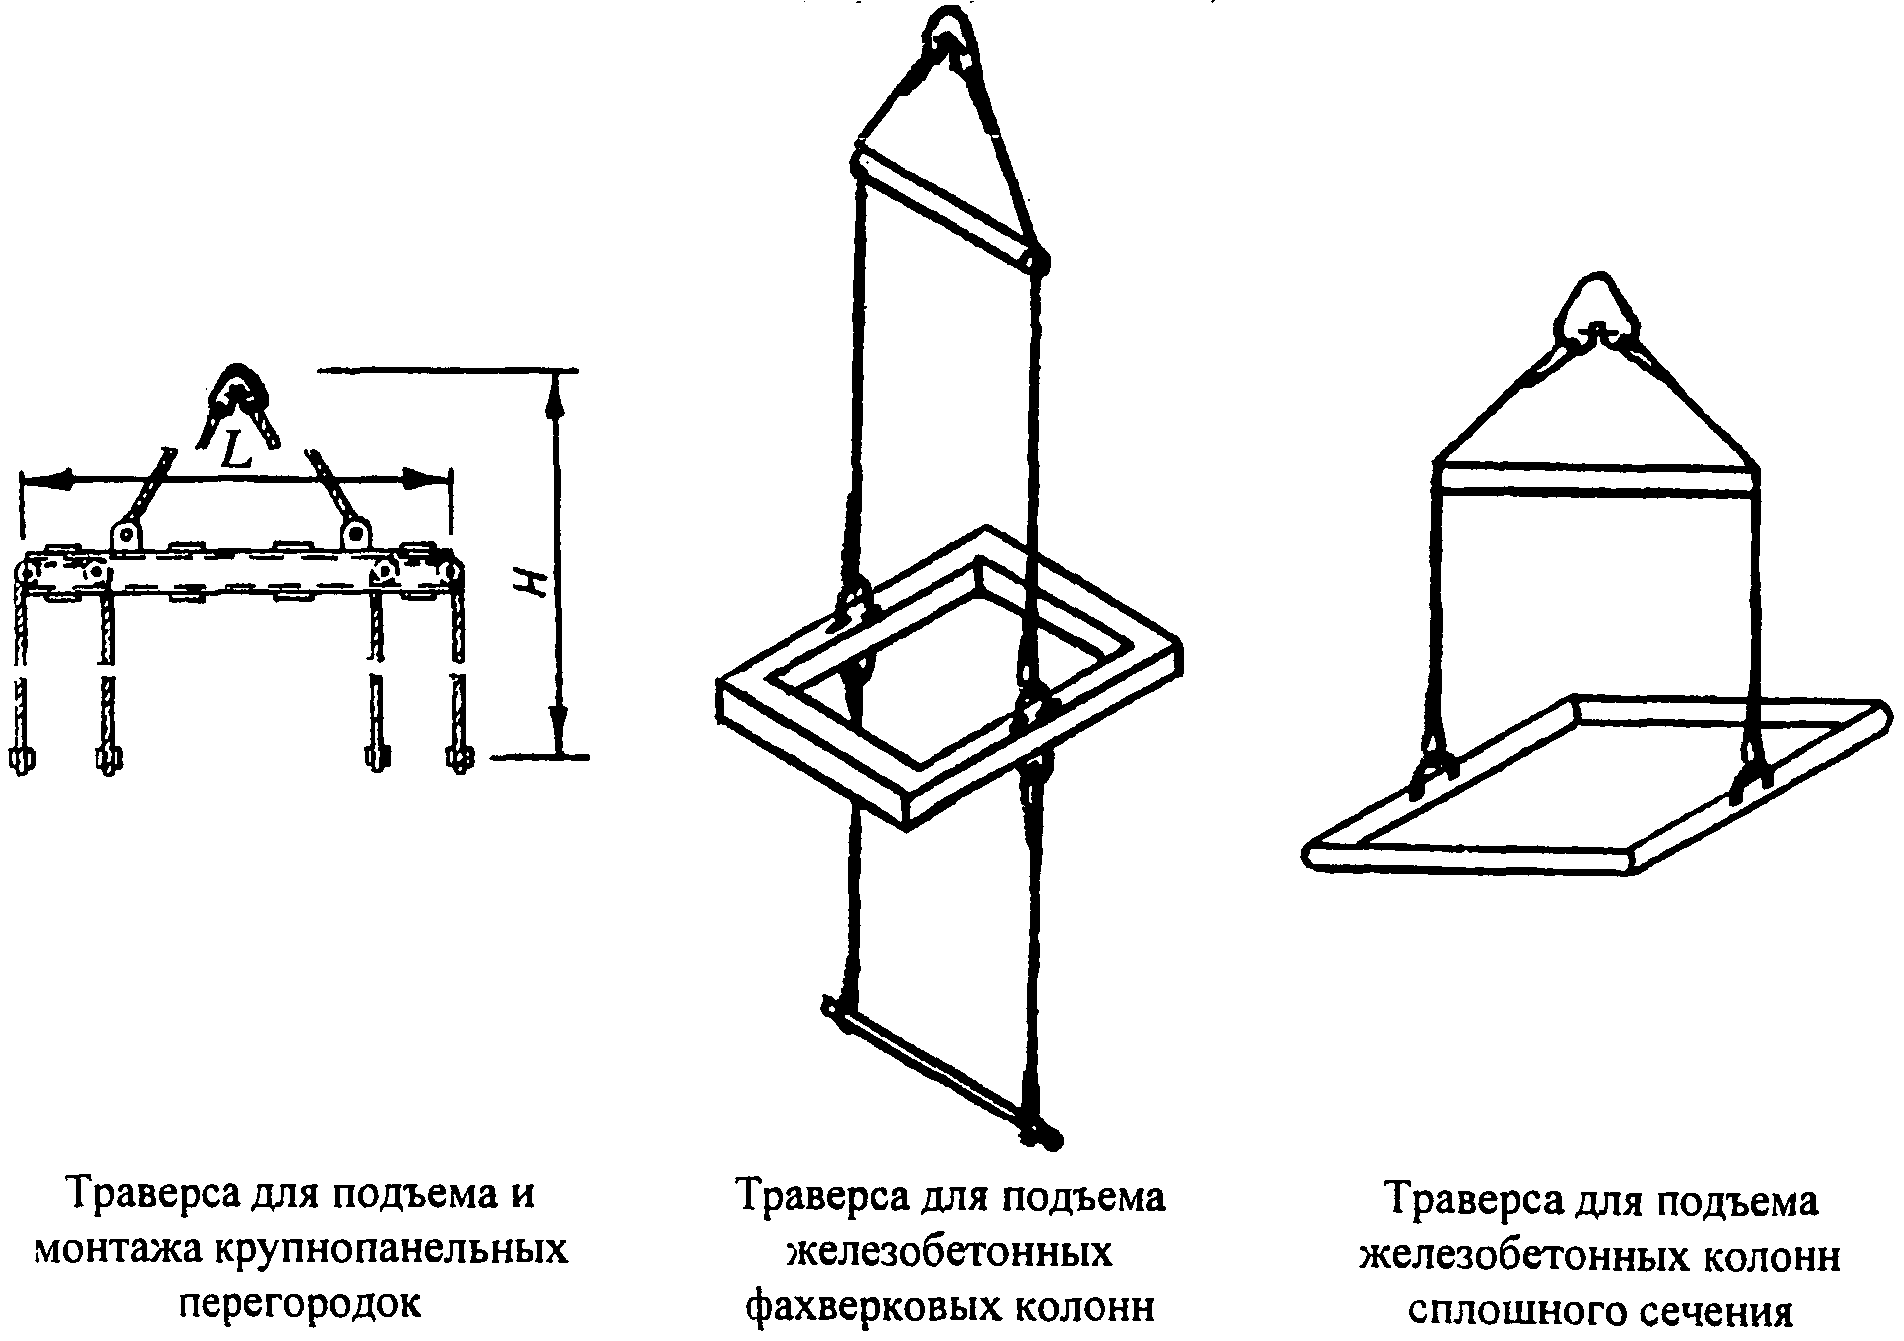 L
H
Траверса для подъема и
монтажа крупнопанельных
перегородок
Траверса для подъема
железобетонных
фахверковых колонн
Траверса для подъема
железобетонных колонн
сплошного сечения